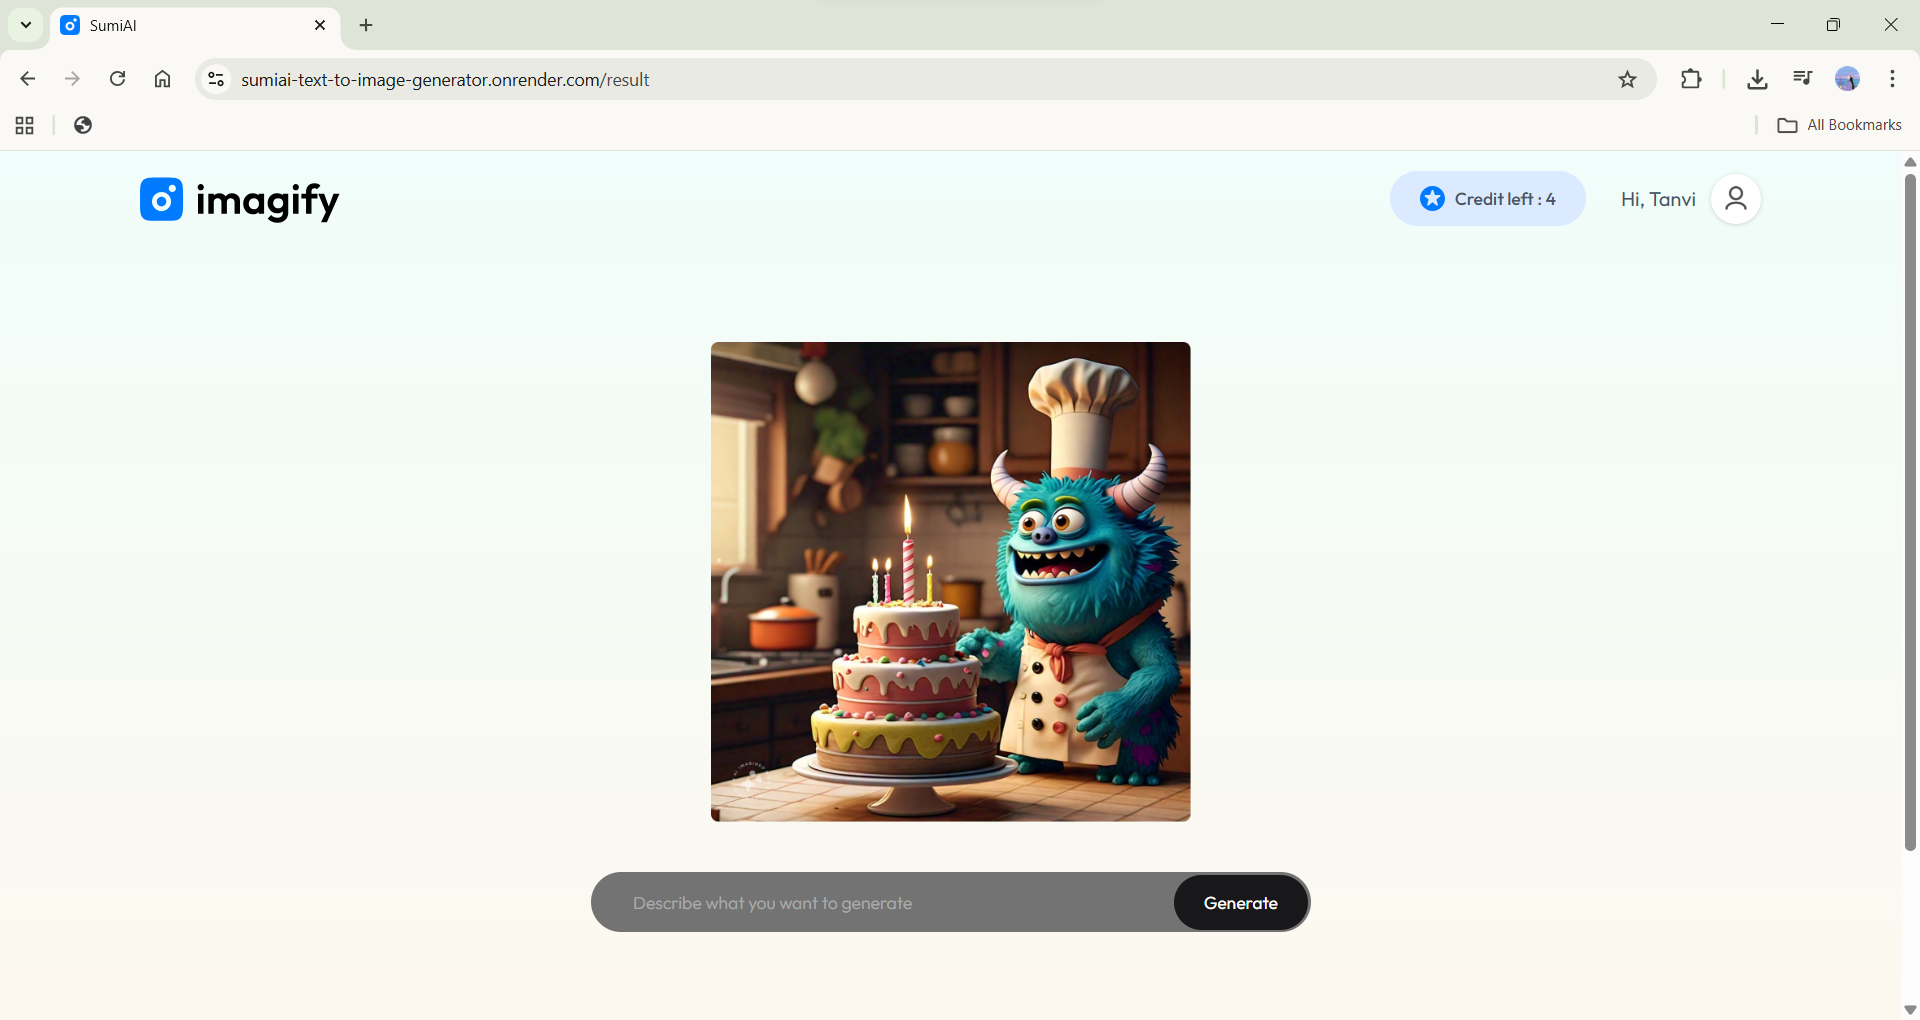 SumiAI
sumiai-text-to-image-generator.onrender.com/result
All Bookmarks
imagify
Credit left : 4
Hi, Tanvi
Describe what you want to generate
Generate